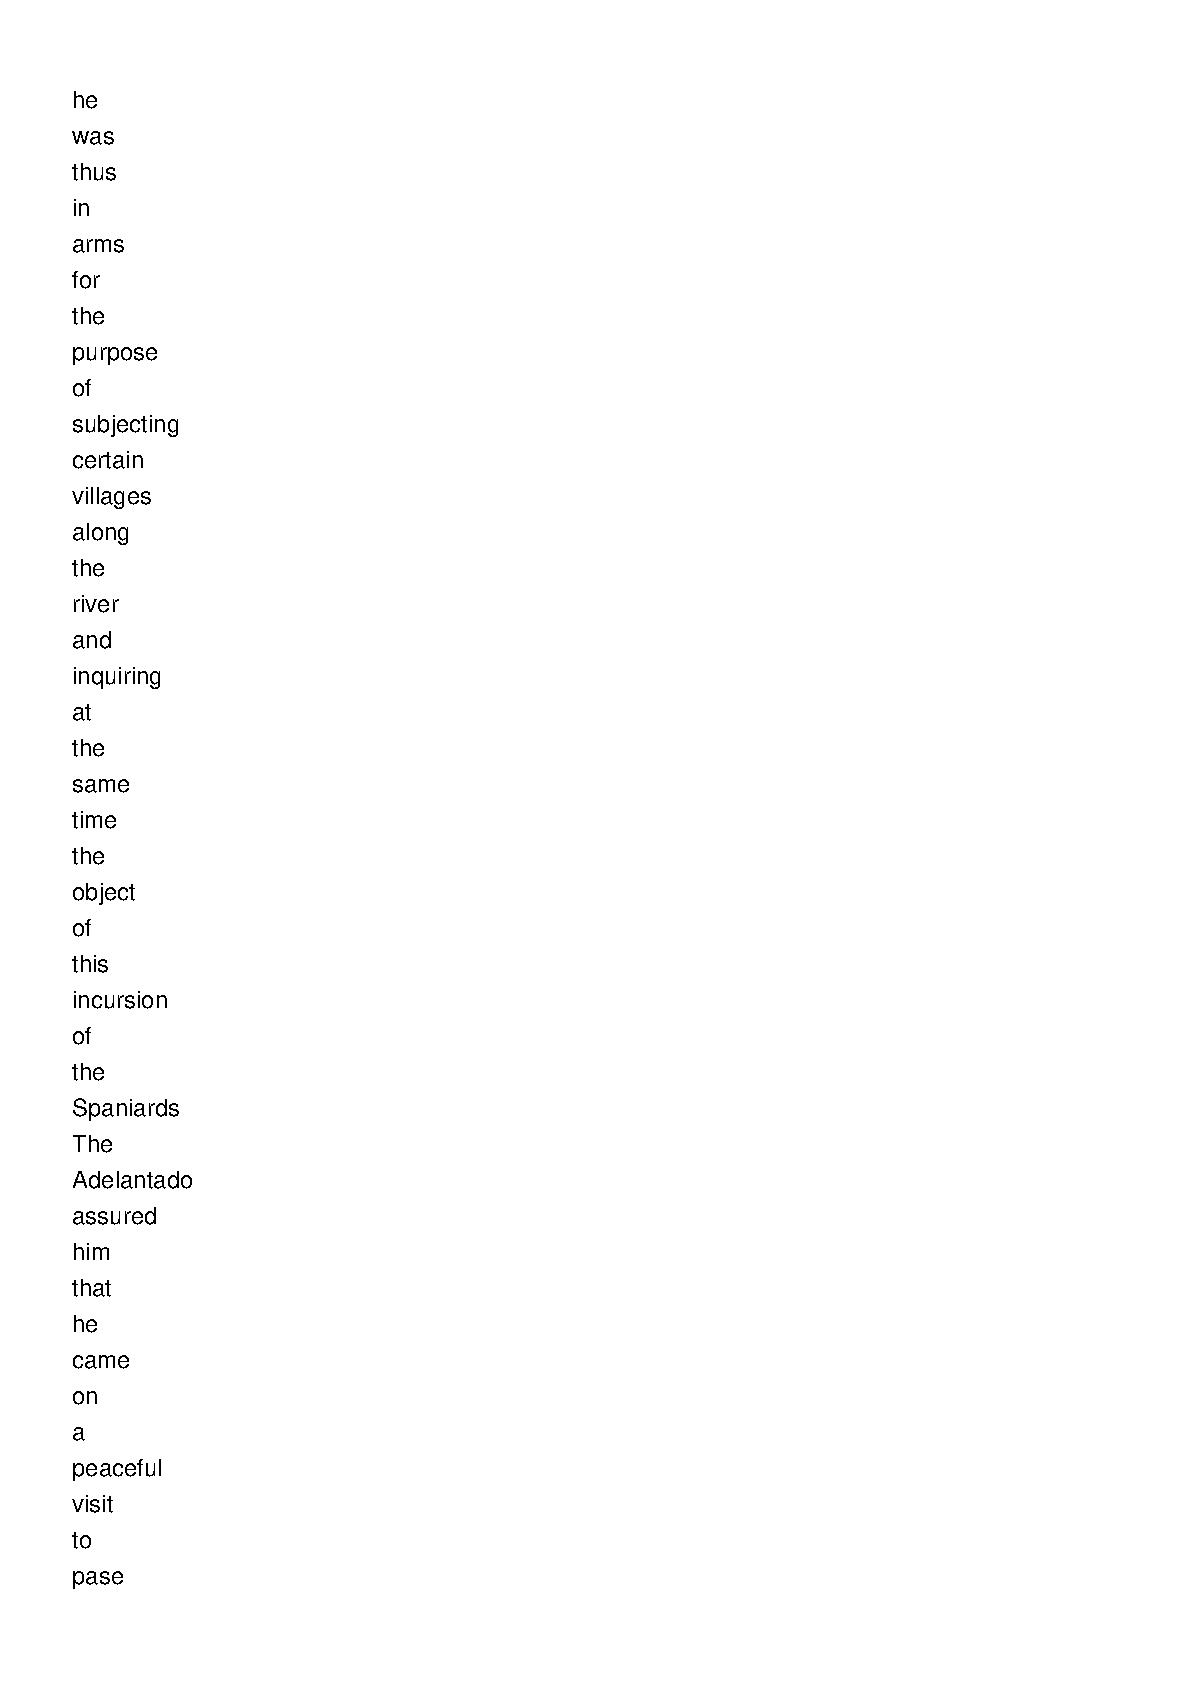 he
was
thus
in
arms
for
the
purpose
of
subjecting
certain
villages
along
the
river
and
inquiring
at
the
same
time
the
object
of
this
incursion
of
the
Spaniards
The
Adelantado
assured
him
that
he
came
on
a
peaceful
visit
to
pase